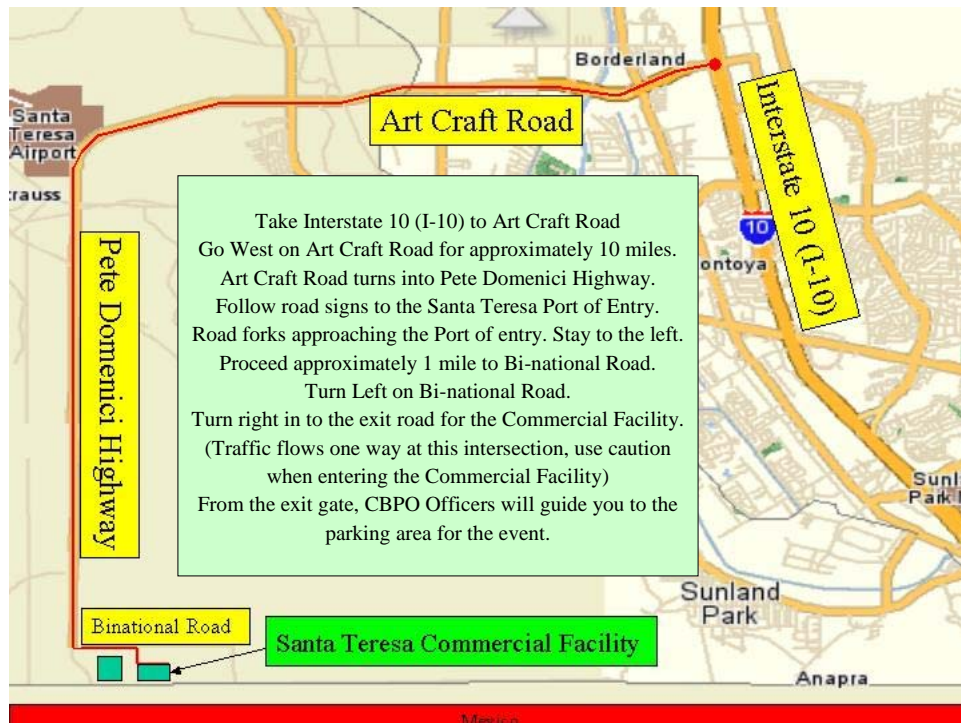 Borderland
Santa
Teresa
Airport
Art Craft Road
Interstate 10 (I-10)
rauss
Take Interstate 10 (I-10) to Art Craft Road
Go West on Art Craft Road for approximately 10 miles.
Art Craft Road turns into Pete Domenici Highway.
Follow road signs to the Santa Teresa Port of Entry.
Road forks approaching the Port of entry. Stay to the left.
Proceed approximately 1 mile to Bi-national Road.
Turn Left on Bi-national Road.
Turn right in to the exit road for the Commercial Facility.
(Traffic flows one way at this intersection, use caution
when entering the Commercial Facility)
From the exit gate, CBPO Officers will guide you to the
parking area for the event.
10
ontoya
Pete Domenici Highway
Sunl
Park
Sunland
Park
Binational Road
Santa Teresa Commercial Facility
Anapra
Mexico